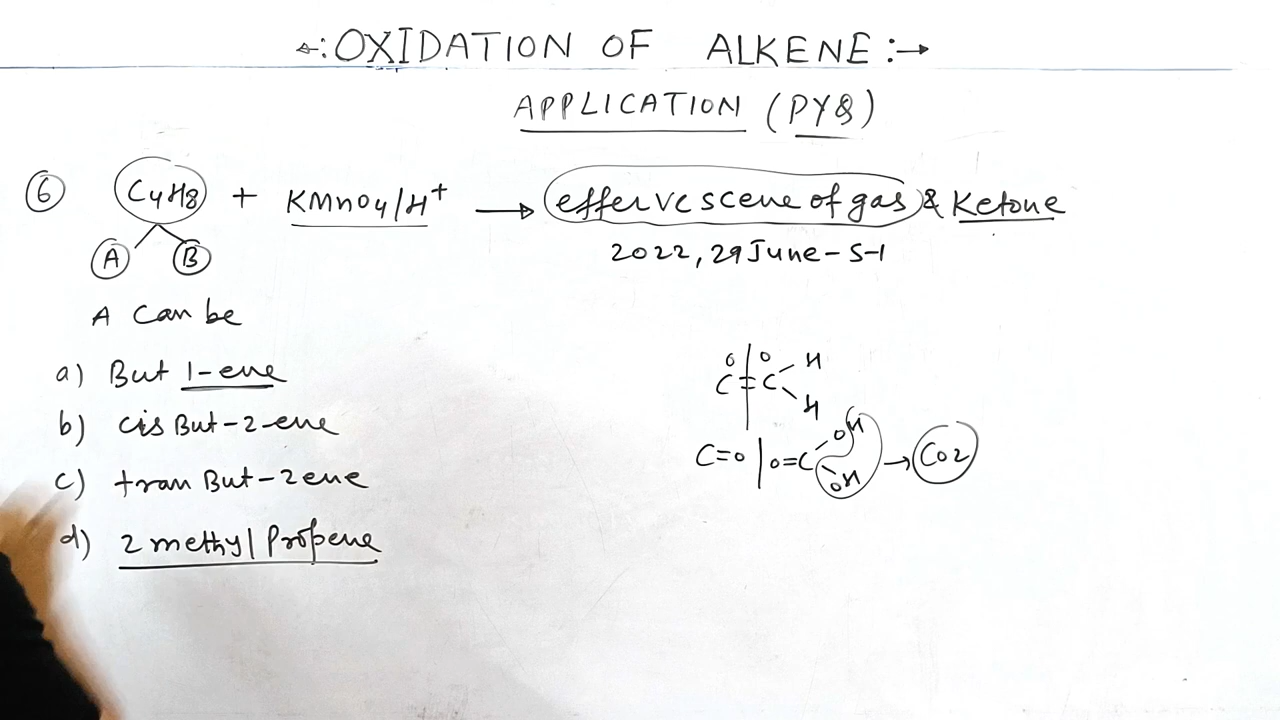 ←:OXIDATION OF ALKENE:→
APPLICATION (PYQ)
⑥ C4H8 + KMnO4/H+ → effervescene of gas & Ketone
A B
2022, 29 June-S-1
A can be
a) But 1-ene
b) cis But-2-ene
c) tran But-2ene
d) 2 methyl Propene
O O H
C=C
H
C=O O=C OH → CO2
OH